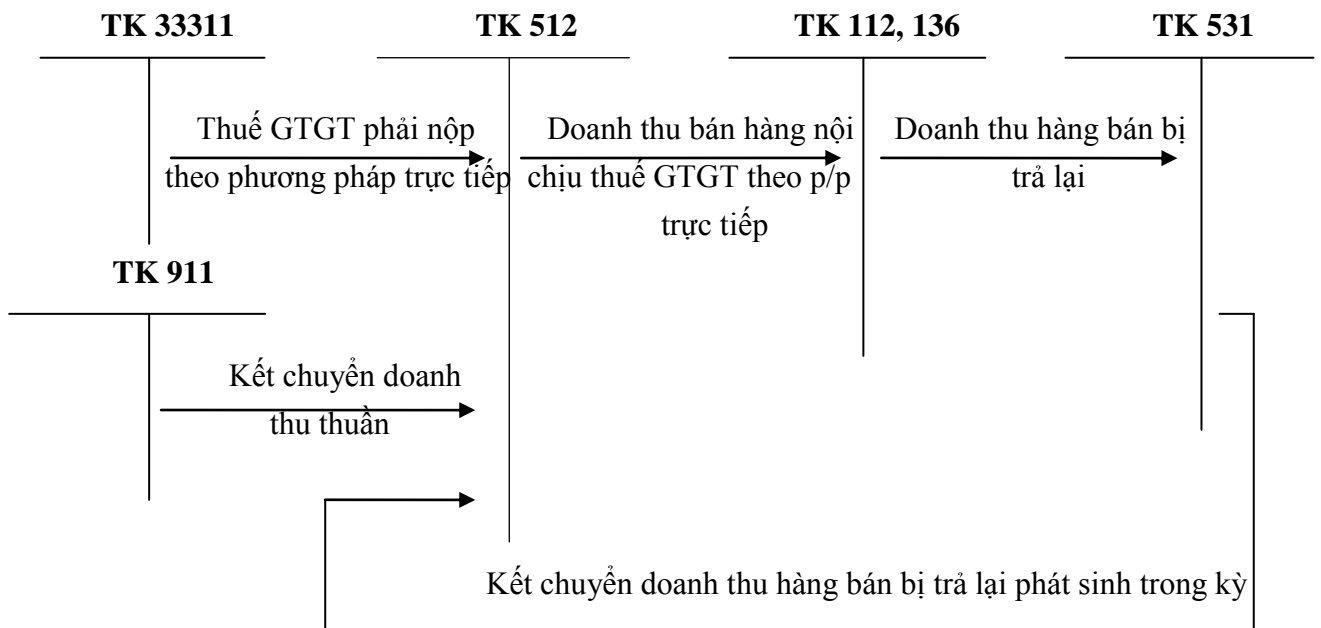 TK 33311
TK 512
TK 112, 136
TK 531
Thuế GTGT phải nộp
theo phương pháp trực tiếp
Doanh thu bán hàng nội
chịu thuế GTGT theo p/p
trực tiếp
Doanh thu hàng bán bị
trả lại
TK 911
Kết chuyển doanh
thu thuần
Kết chuyển doanh thu hàng bán bị trả lại phát sinh trong kỳ